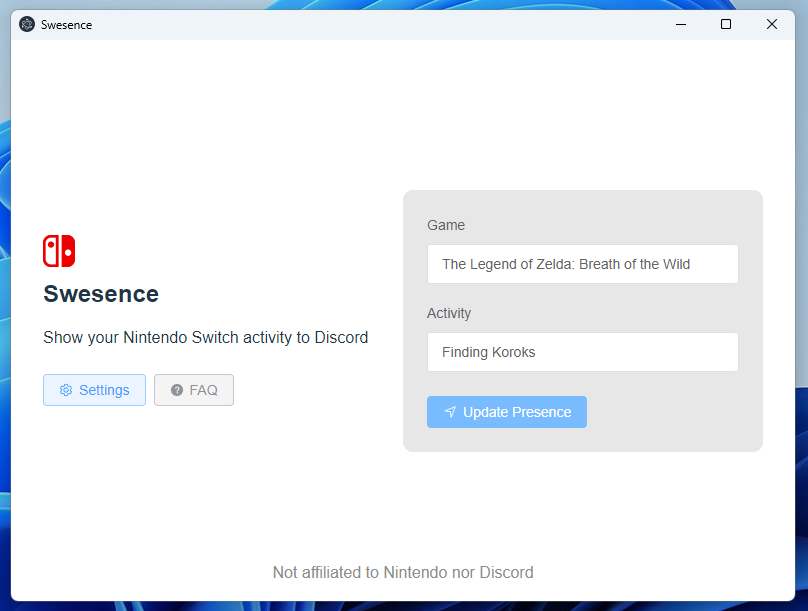 Swesence
Swesence
Show your Nintendo Switch activity to Discord
Settings
FAQ
Game
The Legend of Zelda: Breath of the Wild
Activity
Finding Koroks
Update Presence
Not affiliated to Nintendo nor Discord